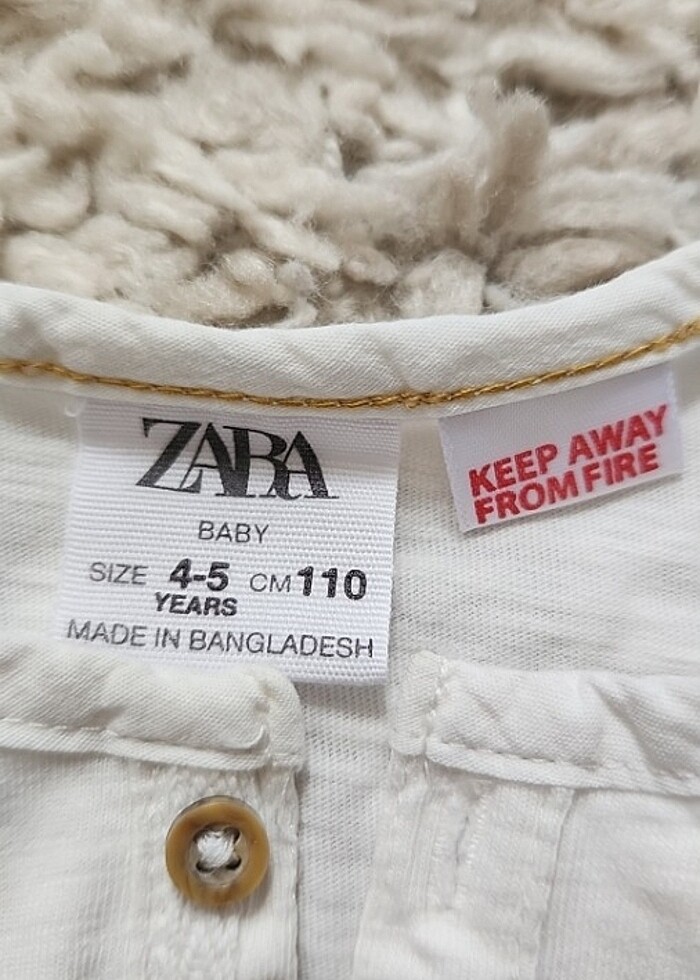 ZARA
BABY
SIZE 4-5 CM 110
YEARS
MADE IN BANGLADESH
KEEP AWAY
FROM FIRE